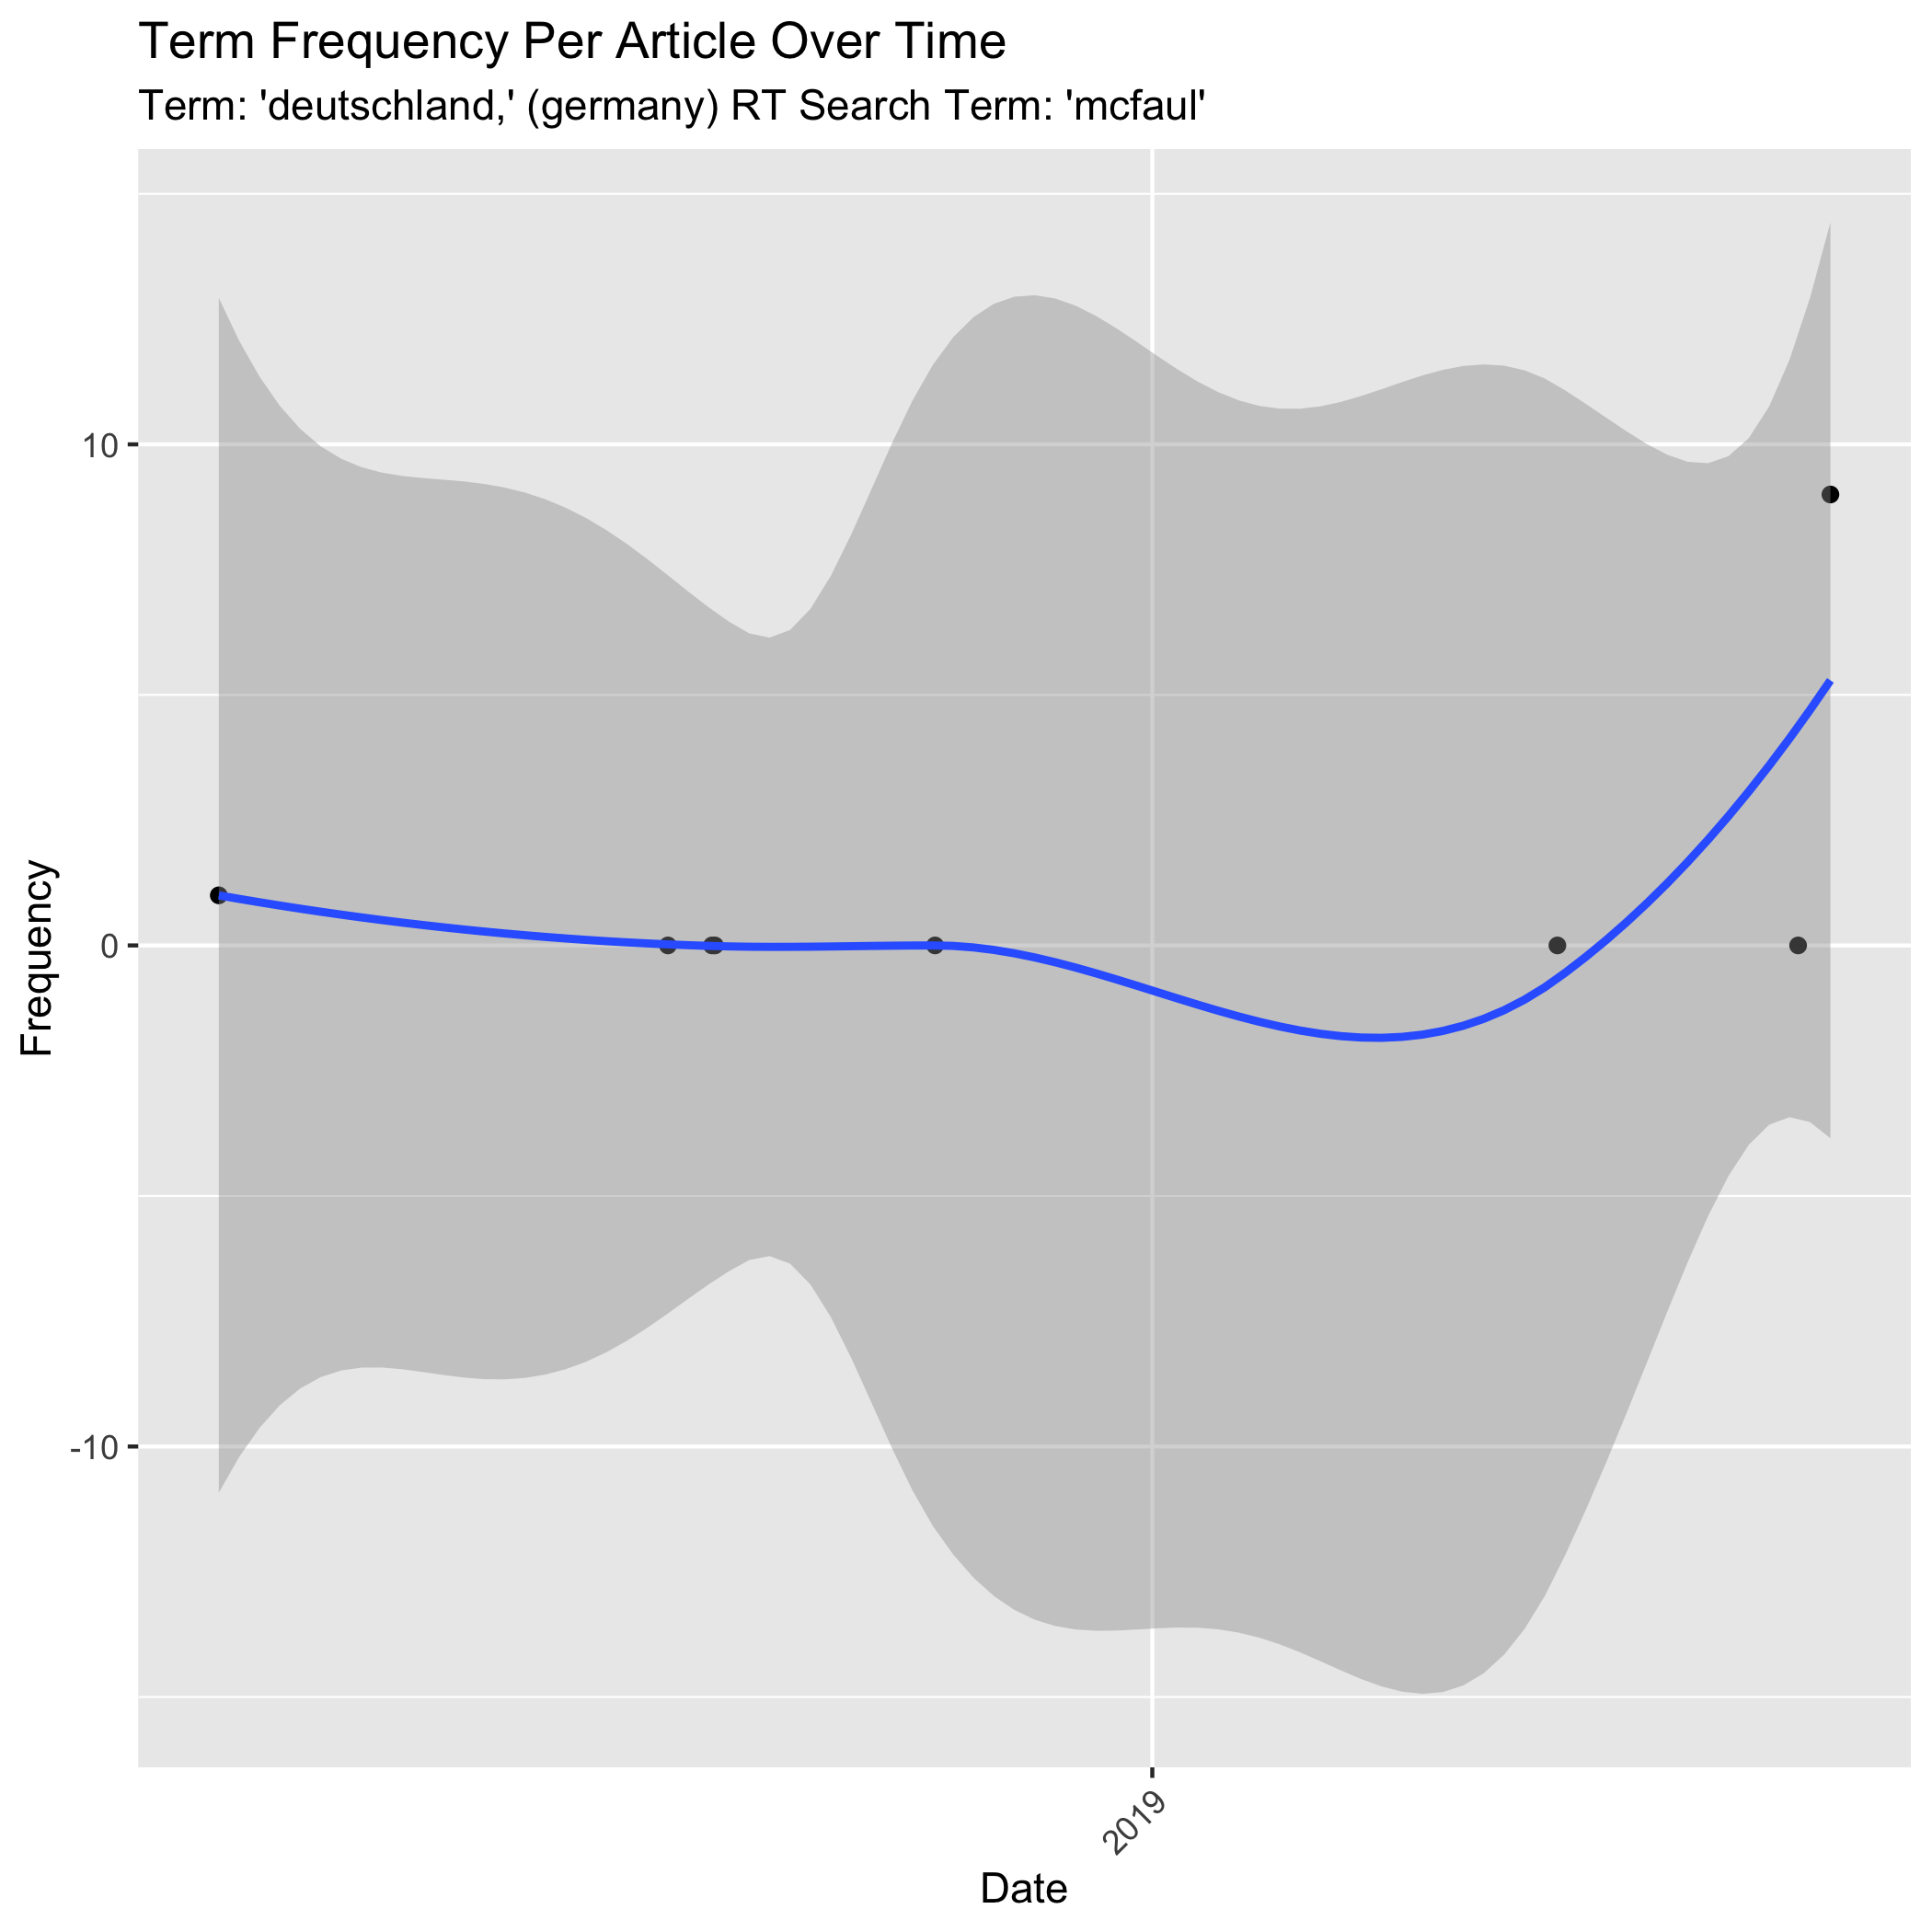 Term Frequency Per Article Over Time
Term: 'deutschland,' (germany) RT Search Term: 'mcfaul'
Frequency
10
0
-10
2019
Date